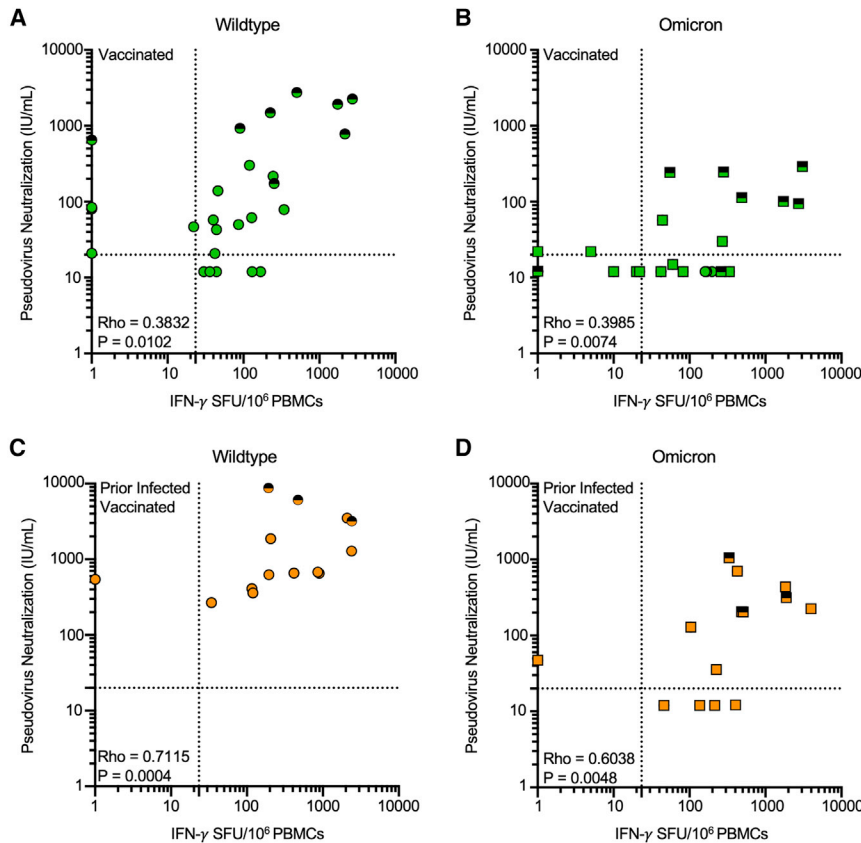 A
Wildtype
Pseudovirus Neutralization (IU/mL)
10000
1000
100
10
1
Vaccinated
Rho = 0.3832
P = 0.0102
1
10
100
1000
10000
IFN-γ SFU/10⁶ PBMCs
B
Omicron
Pseudovirus Neutralization (IU/mL)
10000
1000
100
10
1
Vaccinated
Rho = 0.3985
P = 0.0074
1
10
100
1000
10000
IFN-γ SFU/10⁶ PBMCs
C
Wildtype
Pseudovirus Neutralization (IU/mL)
10000
1000
100
10
1
Prior Infected
Vaccinated
Rho = 0.7115
P = 0.0004
1
10
100
1000
10000
IFN-γ SFU/10⁶ PBMCs
D
Omicron
Pseudovirus Neutralization (IU/mL)
10000
1000
100
10
1
Prior Infected
Vaccinated
Rho = 0.6038
P = 0.0048
1
10
100
1000
10000
IFN-γ SFU/10⁶ PBMCs